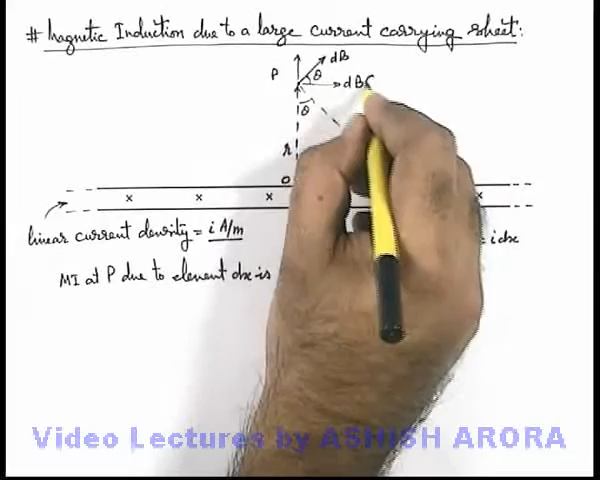 # Magnetic Induction due to a large current carrying sheet:
dB
P θ
dBC
θ
r
O
x x x x
linear current density = i A/m = i dx
MI at P due to element dx is
Video Lectures by ASHISH ARORA